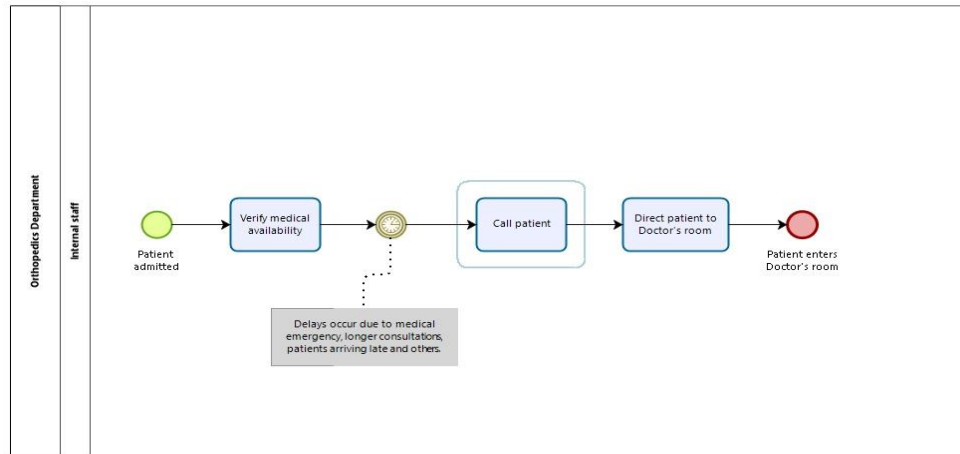 Orthopedics Department
Internal staff
Patient
admitted
Verify medical
availability
Delays occur due to medical
emergency, longer consultations,
patients arriving late and others.
Call patient
Direct patient to
Doctor's room
Patient enters
Doctor's room